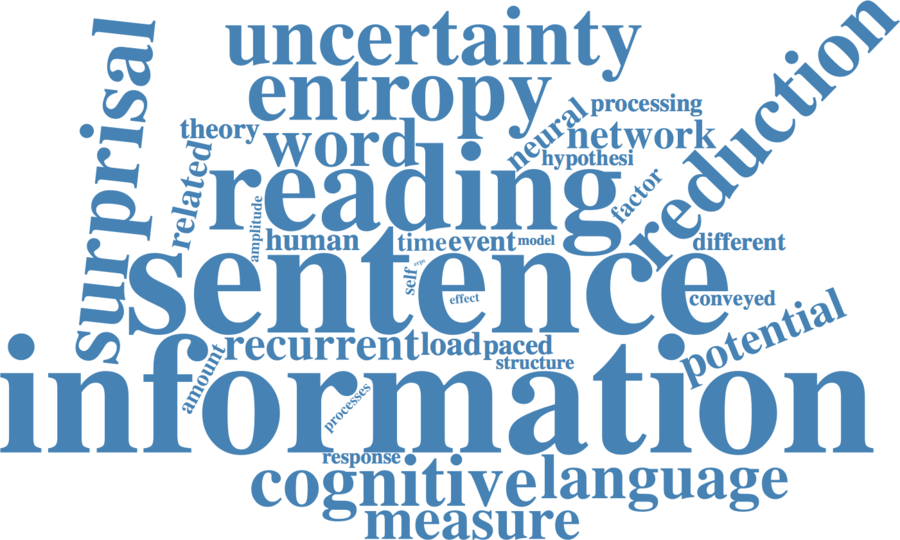 uncertainty
entropy
surprisal
reduction
theory
word
neural
processing
network
hypothesi
related
reading
factor
amplitude
human
time
event
model
different
sentence
self
erps
effect
conveyed
potential
recurrent
load
paced
structure
amount
information
processes
response
cognitive
language
measure